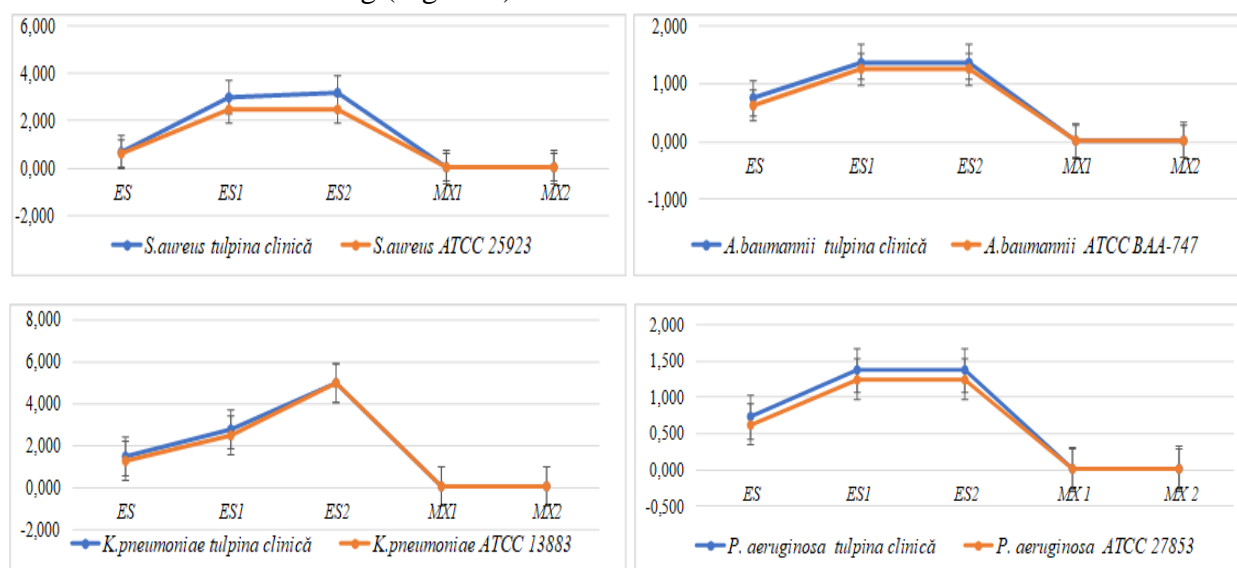 6,000
4,000
2,000
0,000
-2,000
ES ES1 ES2 MX1 MX2
S.aureus tulpina clinică S.aureus ATCC 25923
2,000
1,000
0,000
-1,000
ES ES1 ES2 MX1 MX2
A.baumannii tulpina clinică A.baumannii ATCC BAA-747
8,000
6,000
4,000
2,000
0,000
-2,000
ES ES1 ES2 MX1 MX2
K.pneumoniae tulpina clinică K.pneumoniae ATCC 13883
2,000
1,500
1,000
0,500
0,000
-0,500
ES ES1 ES2 MX 1 MX 2
P. aeruginosa tulpina clinică P. aeruginosa ATCC 27853